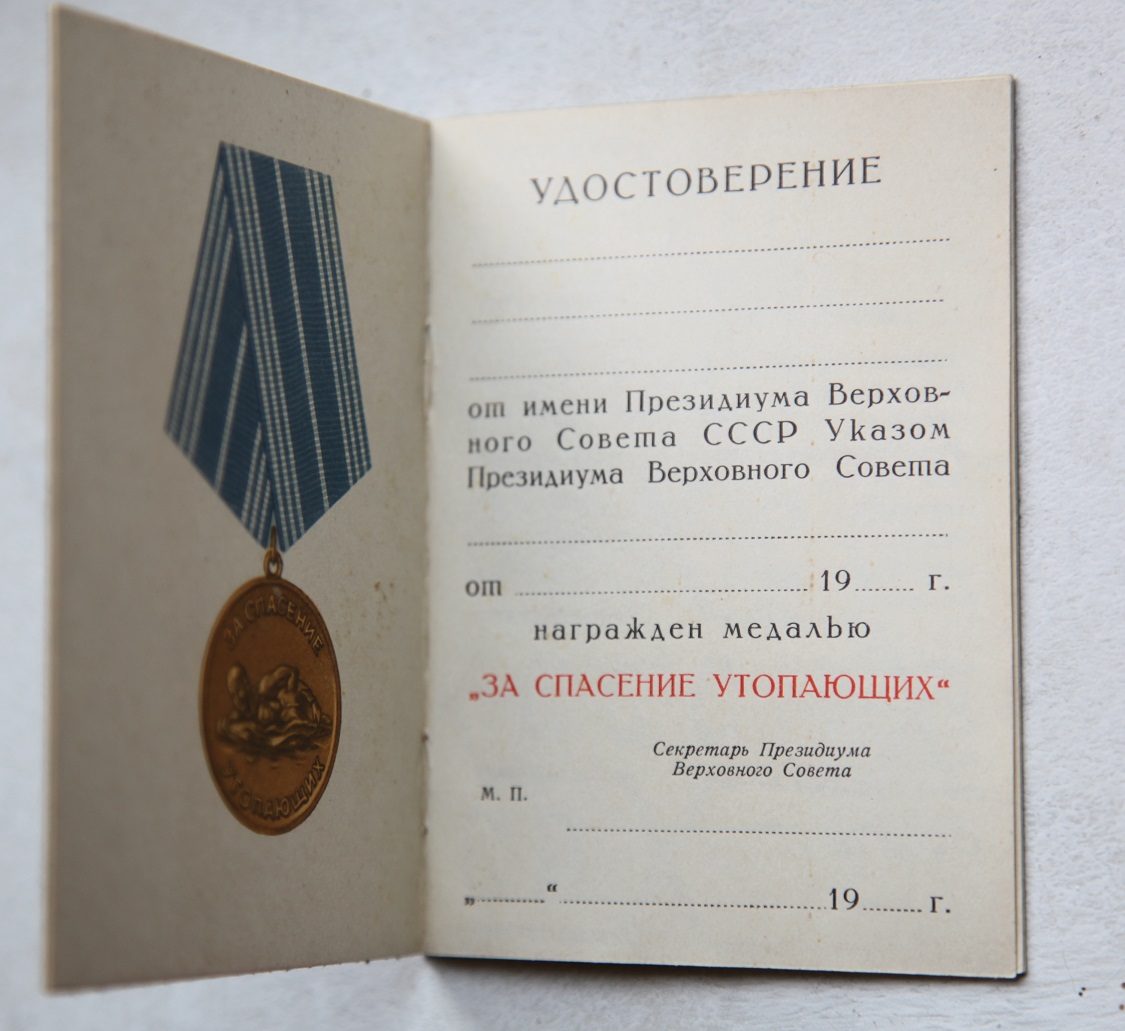 ЗА СПАСЕНИЕ
УТОПАЮЩИХ
УДОСТОВЕРЕНИЕ
от имени Президиума Верхов-
ного Совета СССР Указом
Президиума Верховного Совета
от 19 г.
награжден медалью
„ЗА СПАСЕНИЕ УТОПАЮЩИХ“
Секретарь Президиума
Верховного Совета
М. П.
„ “ 19 г.